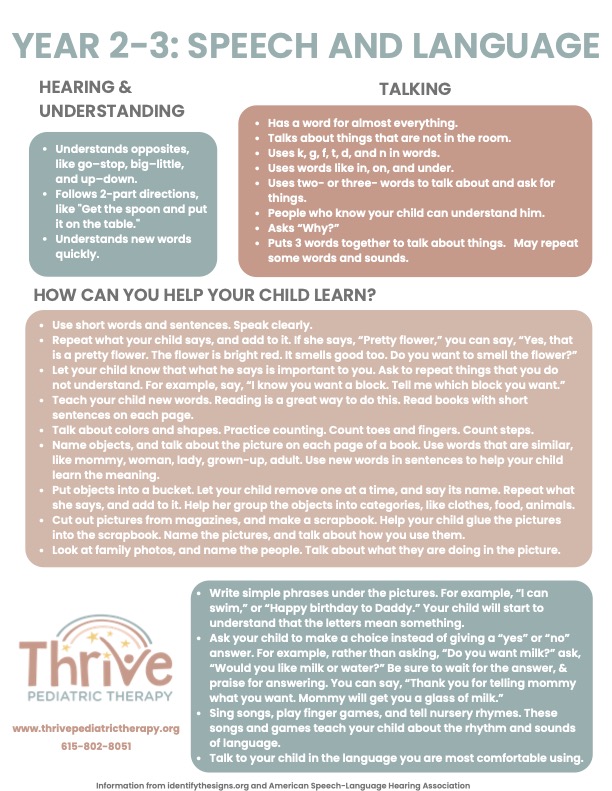 YEAR 2-3: SPEECH AND LANGUAGE
HEARING &
UNDERSTANDING
• Understands opposites,
like go–stop, big–little,
and up–down.
• Follows 2-part directions,
like "Get the spoon and put
it on the table."
• Understands new words
quickly.
TALKING
• Has a word for almost everything.
• Talks about things that are not in the room.
• Uses k, g, f, t, d, and n in words.
• Uses words like in, on, and under.
• Uses two- or three- words to talk about and ask for
things.
• People who know your child can understand him.
• Asks “Why?”
• Puts 3 words together to talk about things. May repeat
some words and sounds.
HOW CAN YOU HELP YOUR CHILD LEARN?
• Use short words and sentences. Speak clearly.
• Repeat what your child says, and add to it. If she says, “Pretty flower,” you can say, “Yes, that
is a pretty flower. The flower is bright red. It smells good too. Do you want to smell the flower?”
• Let your child know that what he says is important to you. Ask to repeat things that you do
not understand. For example, say, “I know you want a block. Tell me which block you want.”
• Teach your child new words. Reading is a great way to do this. Read books with short
sentences on each page.
• Talk about colors and shapes. Practice counting. Count toes and fingers. Count steps.
• Name objects, and talk about the picture on each page of a book. Use words that are similar,
like mommy, woman, lady, grown-up, adult. Use new words in sentences to help your child
learn the meaning.
• Put objects into a bucket. Let your child remove one at a time, and say its name. Repeat what
she says, and add to it. Help her group the objects into categories, like clothes, food, animals.
• Cut out pictures from magazines, and make a scrapbook. Help your child glue the pictures
into the scrapbook. Name the pictures, and talk about how you use them.
• Look at family photos, and name the people. Talk about what they are doing in the picture.
• Write simple phrases under the pictures. For example, “I can
swim,” or “Happy birthday to Daddy.” Your child will start to
understand that the letters mean something.
• Ask your child to make a choice instead of giving a “yes” or “no”
answer. For example, rather than asking, “Do you want milk?” ask,
“Would you like milk or water?” Be sure to wait for the answer, &
praise for answering. You can say, “Thank you for telling mommy
what you want. Mommy will get you a glass of milk.”
• Sing songs, play finger games, and tell nursery rhymes. These
songs and games teach your child about the rhythm and sounds
of language.
• Talk to your child in the language you are most comfortable using.
Thrive
PEDIATRIC THERAPY
www.thrivepediatrictherapy.org
615-802-8051
Information from identifythesigns.org and American Speech-Language Hearing Association